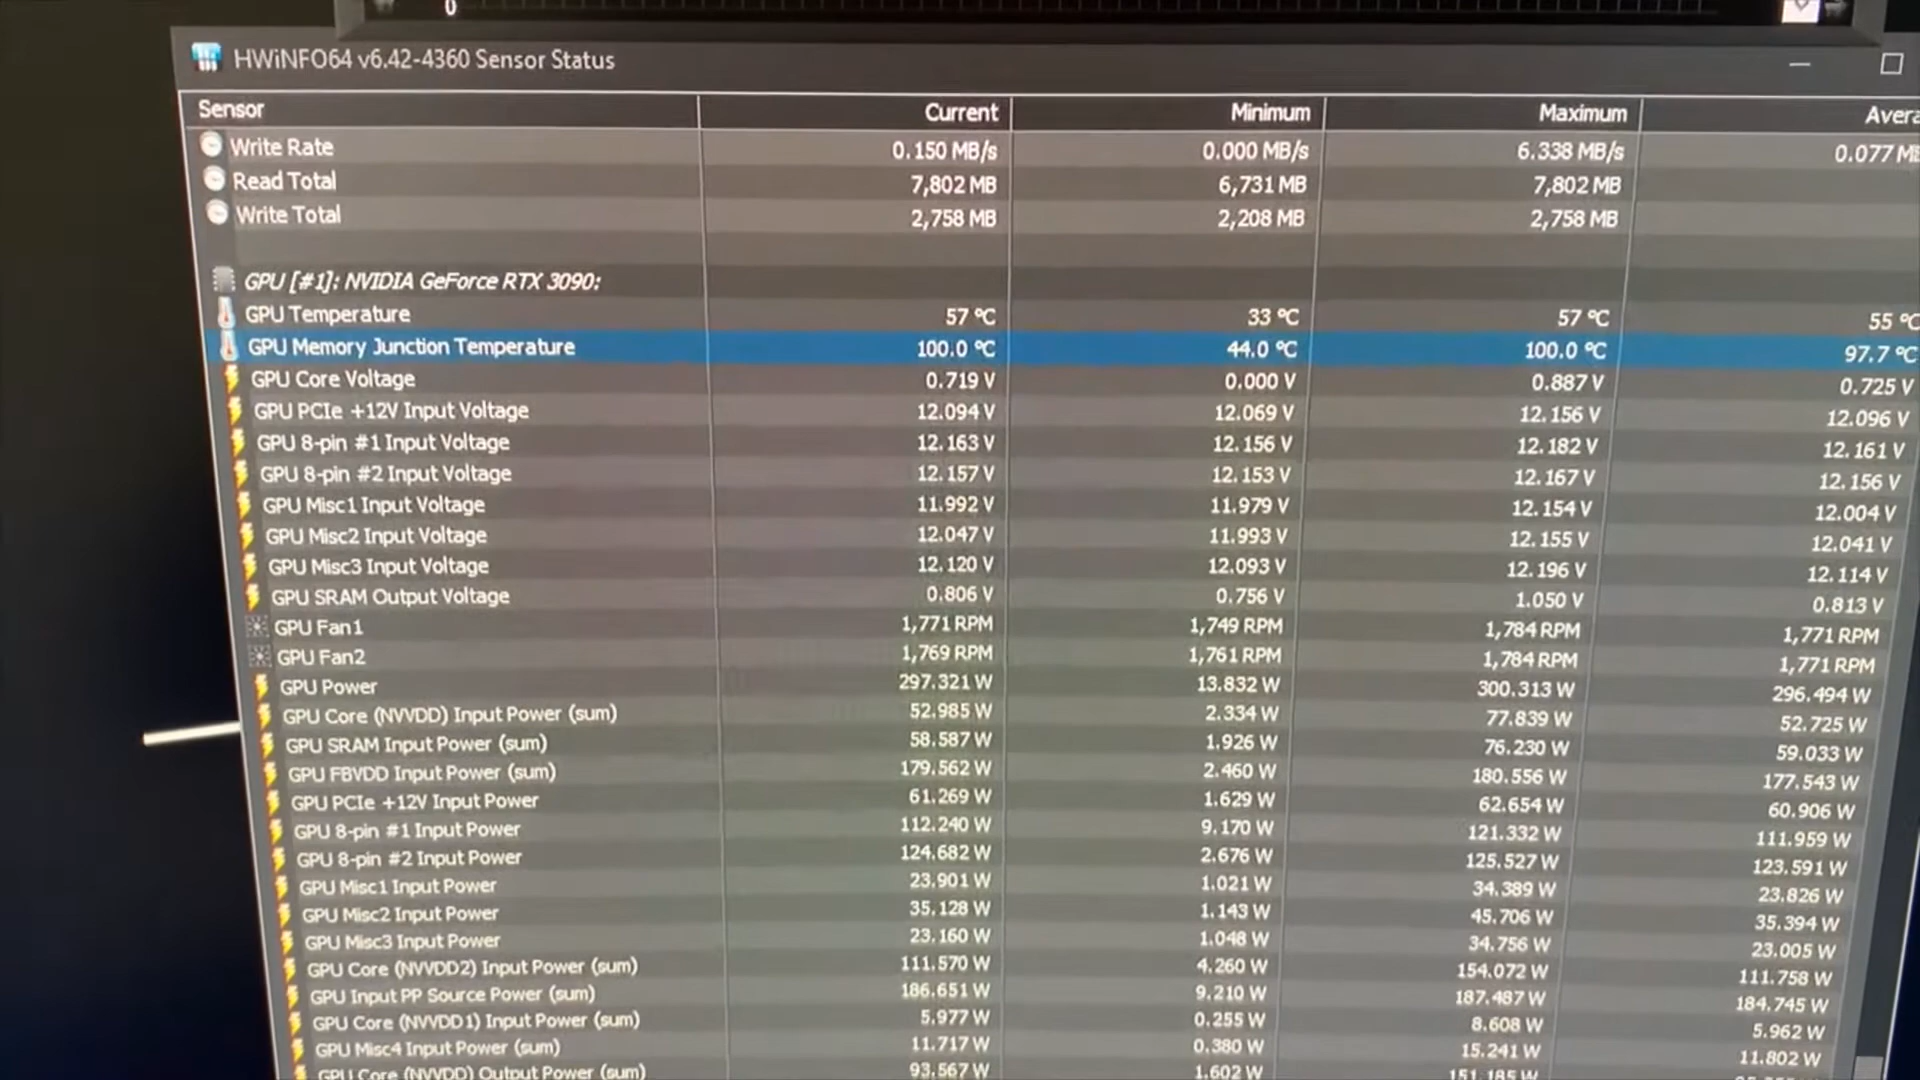 0
HWiNFO64 v6.42-4360 Sensor Status
Sensor Current Minimum Maximum
Write Rate 0.150 MB/s 0.000 MB/s 6.338 MB/s 0.077
Read Total 7,802 MB 6,731 MB 7,802 MB
Write Total 2,758 MB 2,208 MB 2,758 MB
GPU [#1]: NVIDIA GeForce RTX 3090:
GPU Temperature 57 °C 33 °C 57 °C 55 °C
GPU Memory Junction Temperature 100.0 °C 44.0 °C 100.0 °C 97.7 °C
GPU Core Voltage 0.719 V 0.000 V 0.887 V 0.725 V
GPU PCIe +12V Input Voltage 12.094 V 12.069 V 12.156 V 12.096 V
GPU 8-pin #1 Input Voltage 12.163 V 12.156 V 12.182 V 12.161 V
GPU 8-pin #2 Input Voltage 12.157 V 12.153 V 12.167 V 12.156 V
GPU Misc1 Input Voltage 11.992 V 11.979 V 12.154 V 12.004 V
GPU Misc2 Input Voltage 12.047 V 11.993 V 12.155 V 12.041 V
GPU Misc3 Input Voltage 12.120 V 12.093 V 12.196 V 12.114 V
GPU SRAM Output Voltage 0.806 V 0.756 V 1.050 V 0.813 V
GPU Fan1 1,771 RPM 1,749 RPM 1,784 RPM 1,771 RPM
GPU Fan2 1,769 RPM 1,761 RPM 1,784 RPM 1,771 RPM
GPU Power 297.321 W 13.832 W 300.313 W 296.494 W
GPU Core (NVVDD) Input Power (sum) 52.985 W 2.334 W 77.839 W 52.725 W
GPU SRAM Input Power (sum) 58.587 W 1.926 W 76.230 W 59.033 W
GPU FBVDD Input Power (sum) 179.562 W 2.460 W 180.556 W 177.543 W
GPU PCIe +12V Input Power 61.269 W 1.629 W 62.654 W 60.906 W
GPU 8-pin #1 Input Power 112.240 W 9.170 W 121.332 W 111.959 W
GPU 8-pin #2 Input Power 124.682 W 2.676 W 125.527 W 123.591 W
GPU Misc1 Input Power 23.901 W 1.021 W 34.389 W 23.826 W
GPU Misc2 Input Power 35.128 W 1.143 W 45.706 W 35.394 W
GPU Misc3 Input Power 23.160 W 1.048 W 34.756 W 23.005 W
GPU Core (NVVDD2) Input Power (sum) 111.570 W 4.260 W 154.072 W 111.758 W
GPU Input PP Source Power (sum) 186.651 W 9.210 W 187.487 W 184.745 W
GPU Core (NVVDD1) Input Power (sum) 5.977 W 0.255 W 8.608 W 5.962 W
GPU Misc4 Input Power (sum) 11.717 W 0.380 W 15.241 W 11.802 W
GPU Core (NVVDD) Output Power (sum) 93.567 W 1.602 W 151.185 W